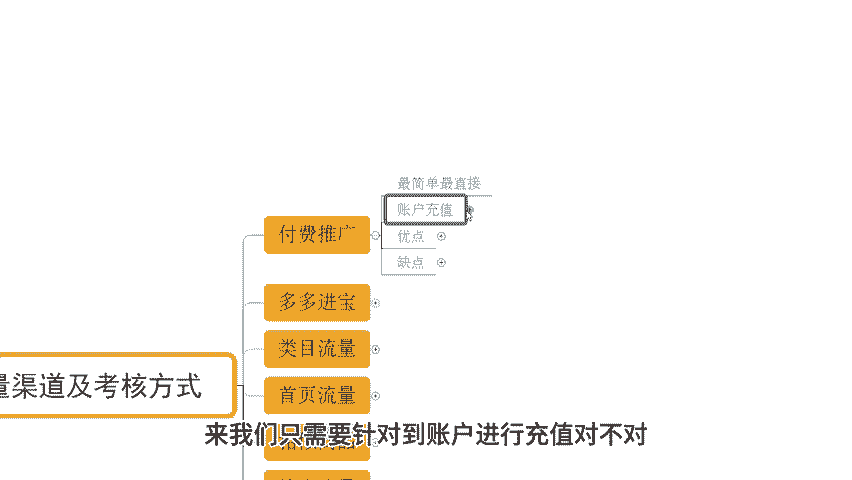 最简单最直接
账户充值
付费推广
优点
缺点
多多进宝
类目流量
量渠道及考核方式
首页流量
来我们只需要针对到账户进行充值对不对